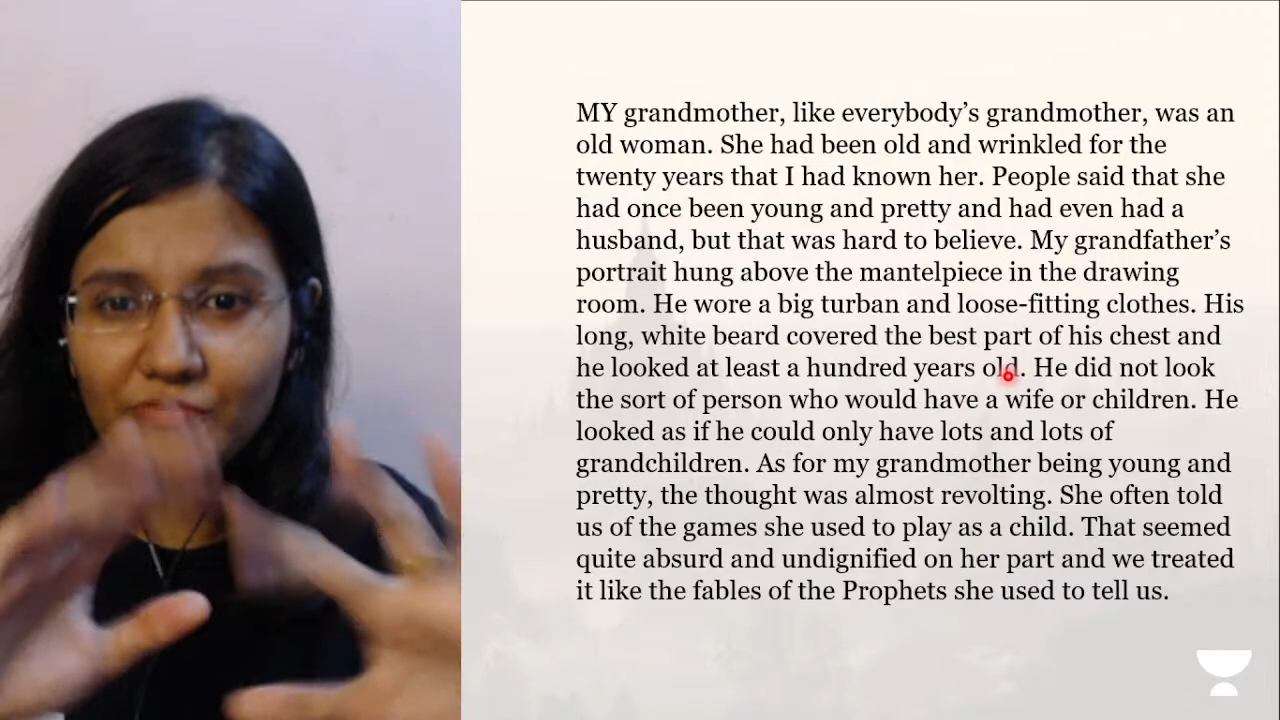 MY grandmother, like everybody’s grandmother, was an
old woman. She had been old and wrinkled for the
twenty years that I had known her. People said that she
had once been young and pretty and had even had a
husband, but that was hard to believe. My grandfather’s
portrait hung above the mantelpiece in the drawing
room. He wore a big turban and loose-fitting clothes. His
long, white beard covered the best part of his chest and
he looked at least a hundred years old. He did not look
the sort of person who would have a wife or children. He
looked as if he could only have lots and lots of
grandchildren. As for my grandmother being young and
pretty, the thought was almost revolting. She often told
us of the games she used to play as a child. That seemed
quite absurd and undignified on her part and we treated
it like the fables of the Prophets she used to tell us.